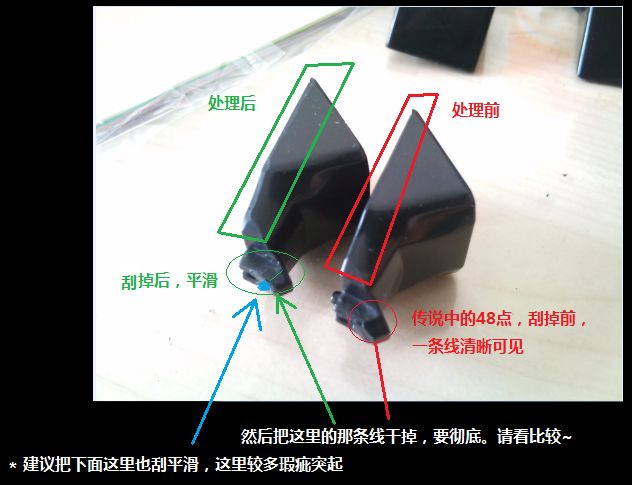 处理后
处理前
刮掉后，平滑
传说中的48点，刮掉前，
一条线清晰可见
然后把这里的那条线干掉，要彻底。请看比较~
* 建议把下面这里也刮平滑，这里较多瑕疵突起